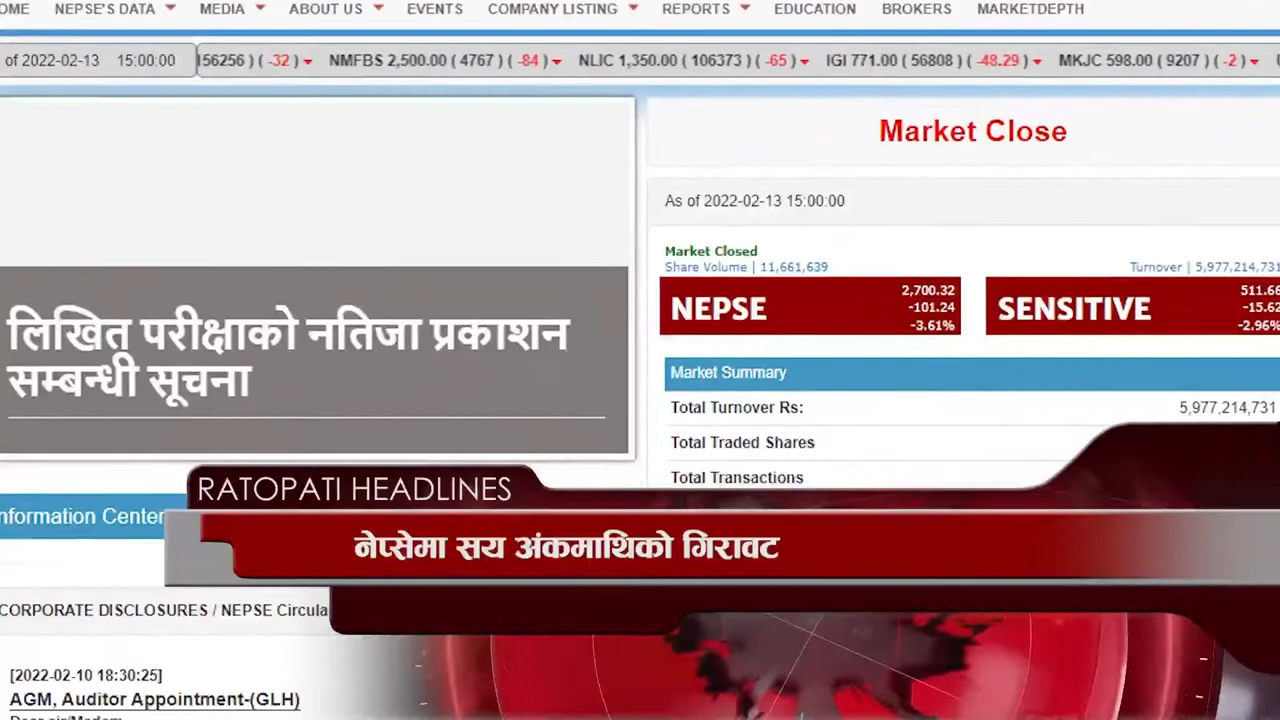 OME NEPSE'S DATA MEDIA ABOUT US EVENTS COMPANY LISTING REPORTS EDUCATION BROKERS MARKETDEPTH
of 2022-02-13 15:00:00 56256 ) ( -32 ) NMFBS 2,500.00 ( 4767 ) ( -84 ) NLIC 1,350.00 ( 106373 ) ( -65 ) IGI 771.00 ( 56808 ) ( -48.29 ) MKJC 598.00 ( 9207 ) ( -2 )
Market Close
As of 2022-02-13 15:00:00
Market Closed
Share Volume | 11,661,639 Turnover | 5,977,214,731
NEPSE 2,700.32 -101.24 -3.61%
SENSITIVE 511.66 -15.62 -2.96%
लिखित परीक्षाको नतिजा प्रकाशन
सम्बन्धी सूचना
Market Summary
Total Turnover Rs: 5,977,214,731
Total Traded Shares
Total Transactions
RATOPATI HEADLINES
नेप्सेमा सय अंकमाथिको गिरावट
nformation Center
CORPORATE DISCLOSURES / NEPSE Circula
[2022-02-10 18:30:25]
AGM, Auditor Appointment-(GLH)